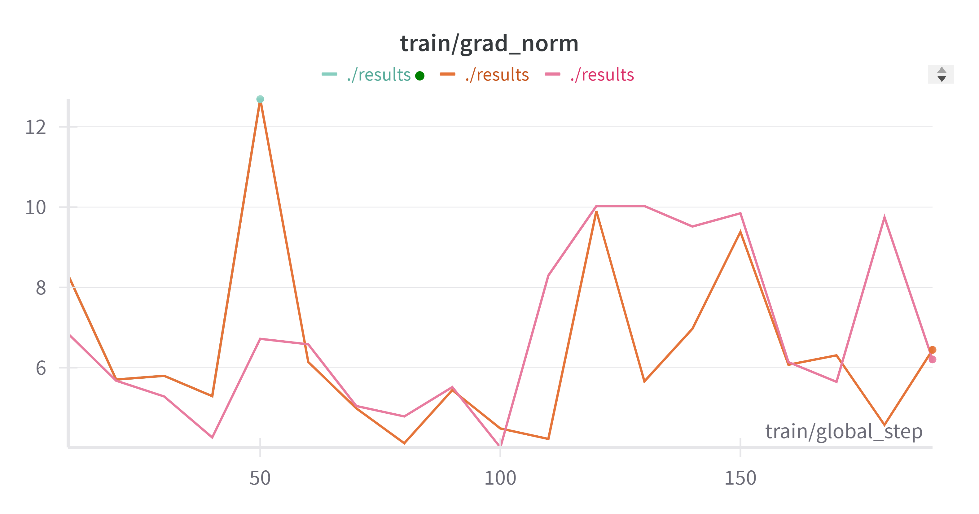 train/grad_norm
./results ./results ./results
12
10
8
6
train/global_step
50 100 150